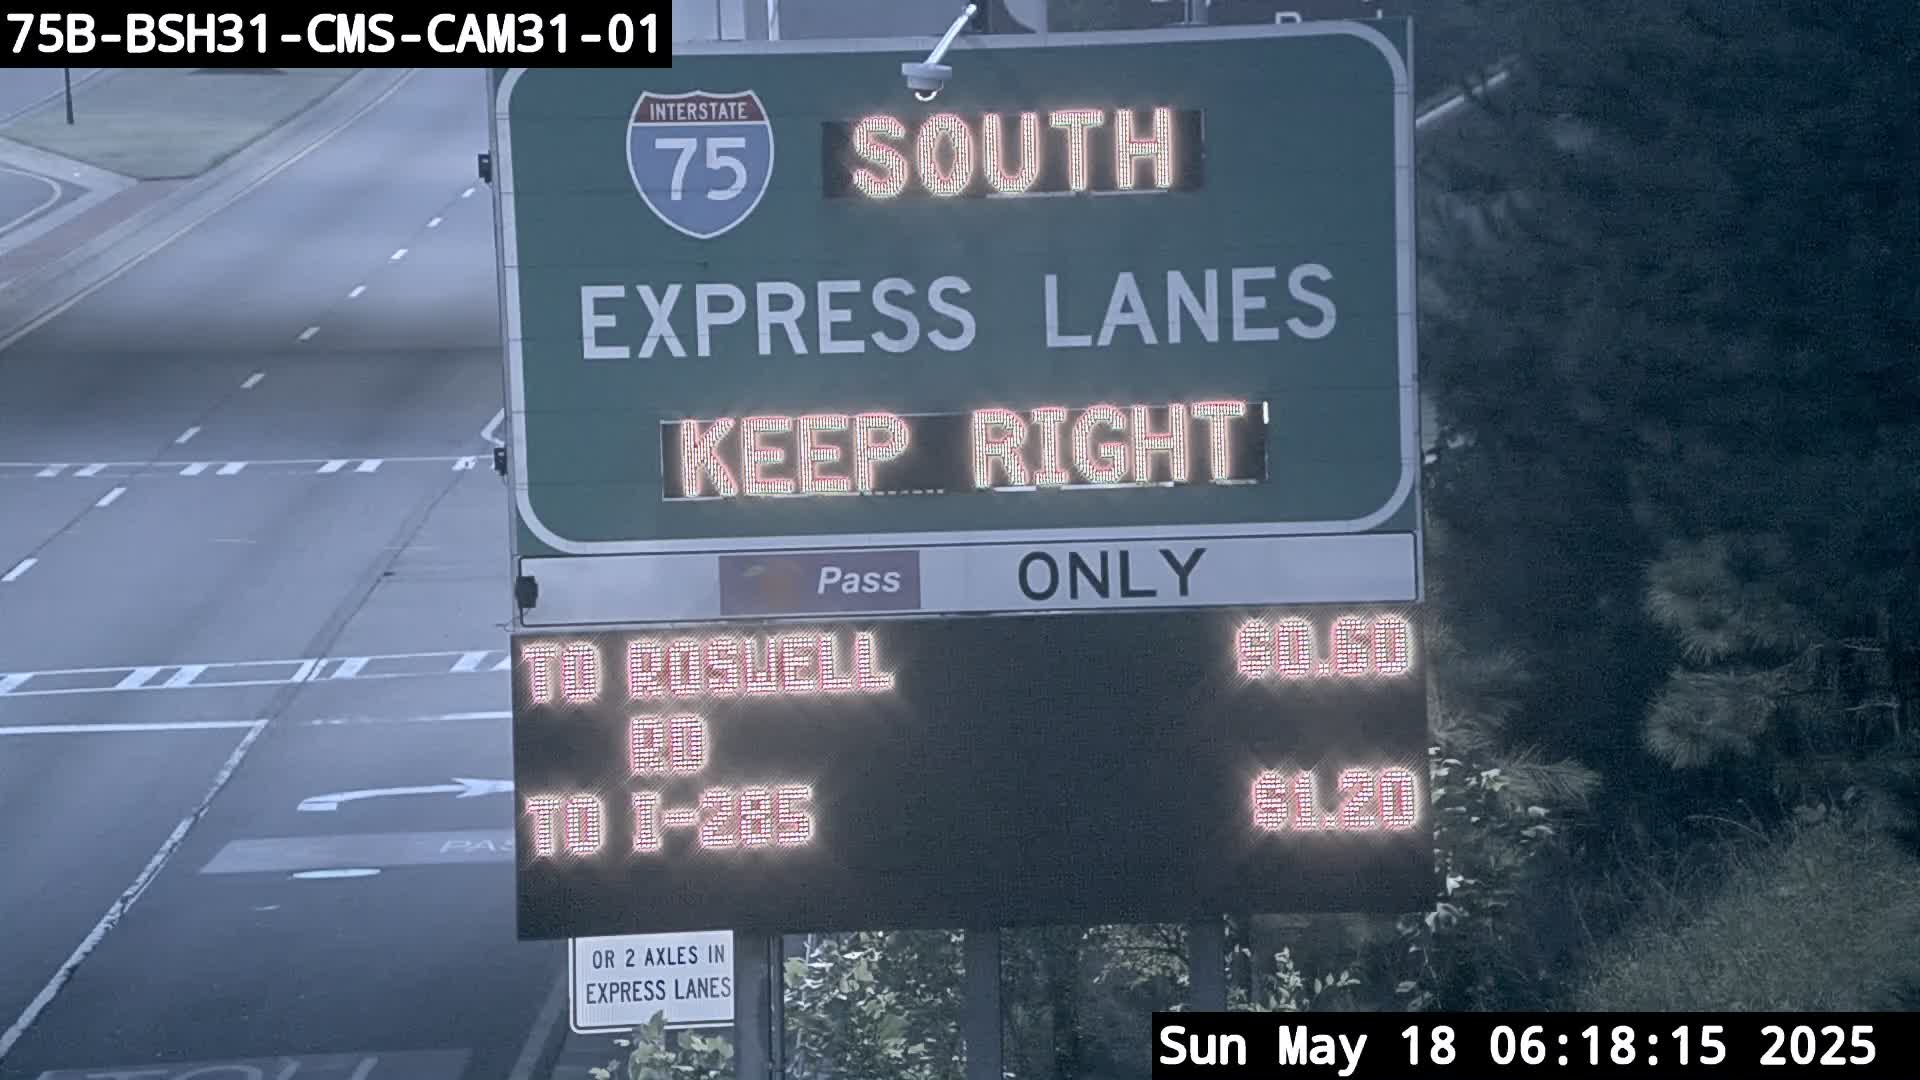 75B-BSH31-CMS-CAM31-01
INTERSTATE
75
SOUTH
EXPRESS LANES
KEEP RIGHT
Pass ONLY
TO ROSWELL $0.60
RD
TO I-285 $1.20
OR 2 AXLES IN
EXPRESS LANES
Sun May 18 06:18:15 2025